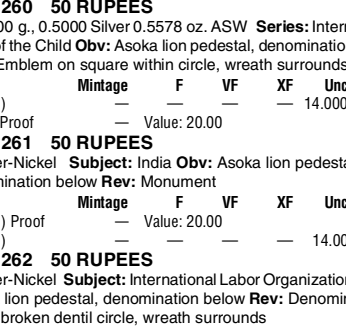 260 50 RUPEES
00 g., 0.5000 Silver 0.5578 oz. ASW Series: Intern
of the Child Obv: Asoka lion pedestal, denominatio
Emblem on square within circle, wreath surrounds
Mintage F VF XF Unc
) — — — — 14.000
Proof — Value: 20.00
261 50 RUPEES
er-Nickel Subject: India Obv: Asoka lion pedesta
mination below Rev: Monument
Mintage F VF XF Unc
) Proof — Value: 20.00
) — — — — 14.00
262 50 RUPEES
er-Nickel Subject: International Labor Organization
lion pedestal, denomination below Rev: Denomin
broken dentil circle, wreath surrounds